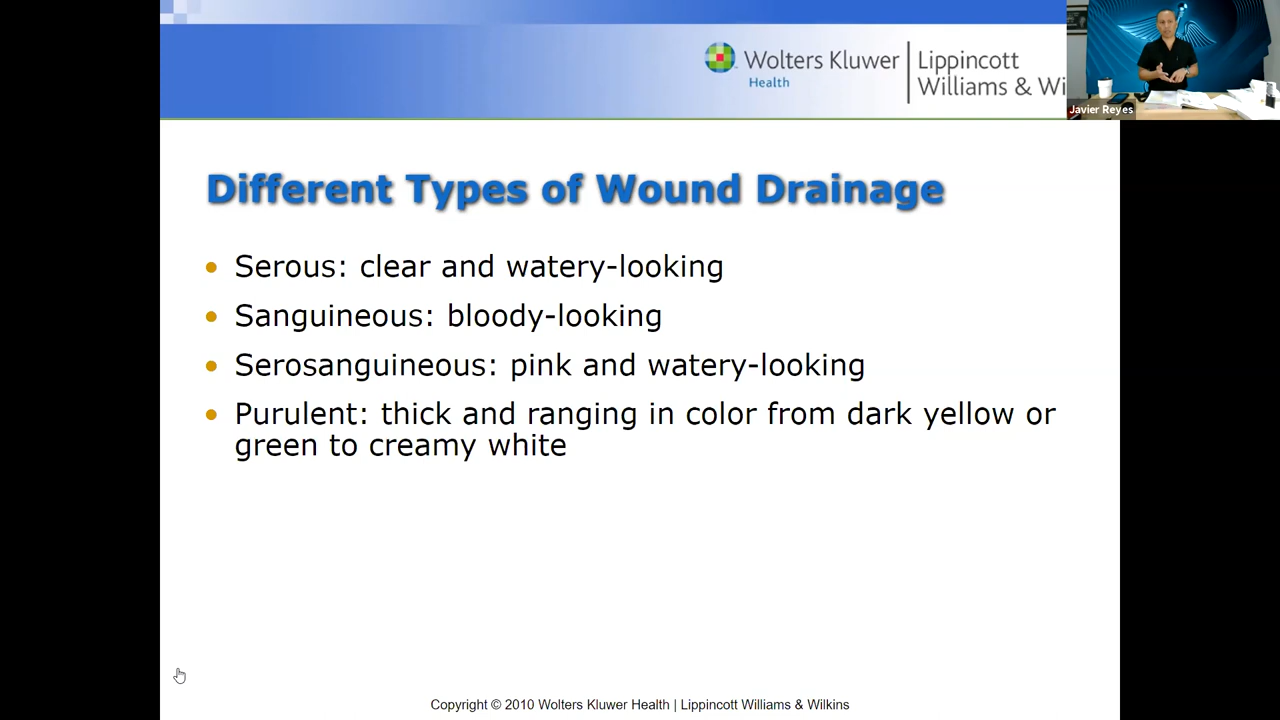 Wolters Kluwer
Health
Lippincott
Williams & Wi
Javier Reyes
Different Types of Wound Drainage
• Serous: clear and watery-looking
• Sanguineous: bloody-looking
• Serosanguineous: pink and watery-looking
• Purulent: thick and ranging in color from dark yellow or
green to creamy white
Copyright © 2010 Wolters Kluwer Health | Lippincott Williams & Wilkins